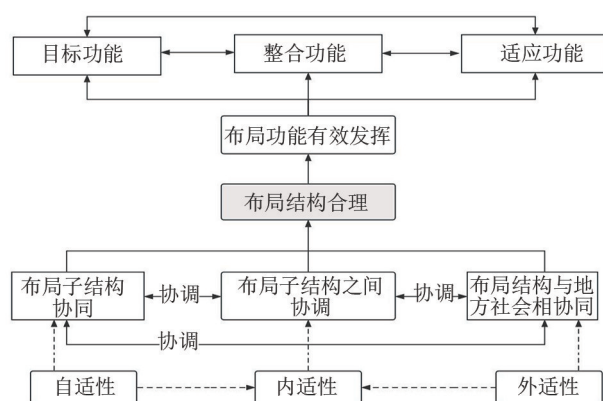 目标功能
整合功能
适应功能
布局功能有效发挥
布局结构合理
布局子结构
协同
协调
布局子结构之间
协调
协调
布局结构与地
方社会相协同
协调
自适性
内适性
外适性